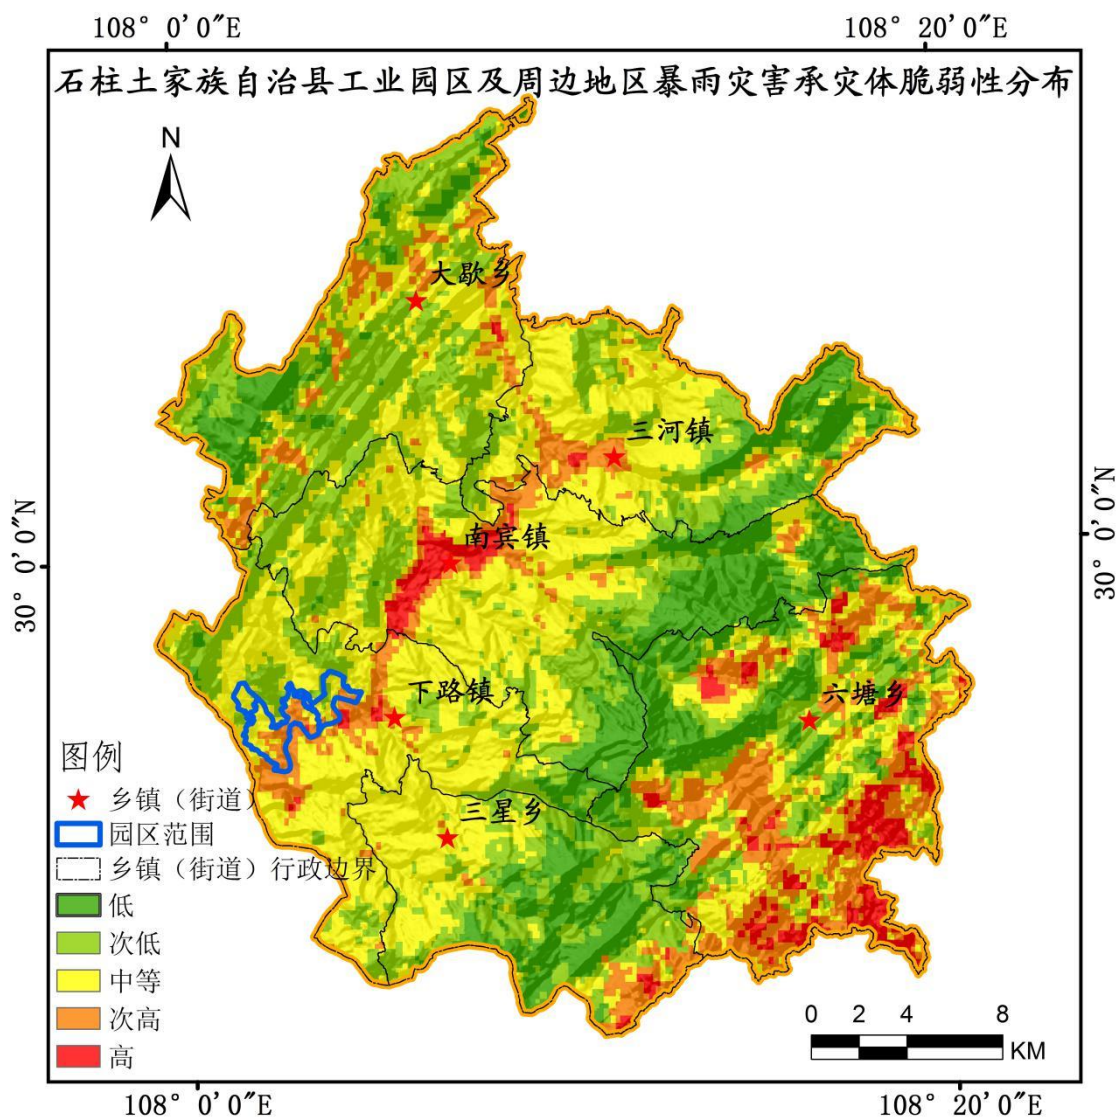 108° 0′0″E
108° 20′0″E
石柱土家族自治县工业园区及周边地区暴雨灾害承灾体脆弱性分布
N
大歇乡
三河镇
30° 0′0″N
30° 0′0″N
南宾镇
下路镇
六塘乡
三星乡
图例
乡镇（街道）
园区范围
乡镇（街道）行政边界
低
次低
中等
次高
高
0 2 4 8
KM
108° 0′0″E
108° 20′0″E